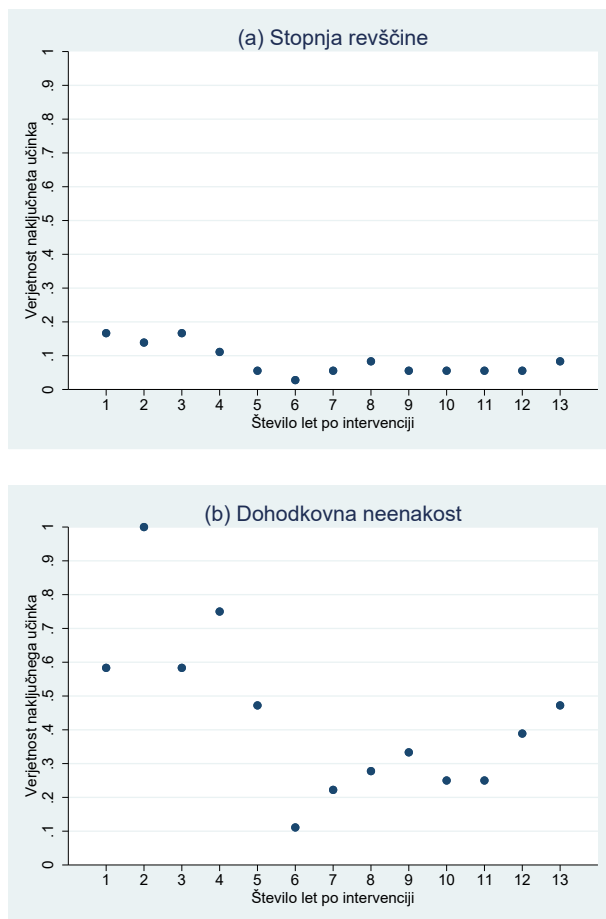 (a) Stopnja revščine
Verjetnost naključneta učinka
1
.9
.8
.7
.6
.5
.4
.3
.2
.1
0
1 2 3 4 5 6 7 8 9 10 11 12 13
Število let po intervenciji
(b) Dohodkovna neenakost
Verjetnost naključnega učinka
1
.9
.8
.7
.6
.5
.4
.3
.2
.1
0
1 2 3 4 5 6 7 8 9 10 11 12 13
Število let po intervenciji